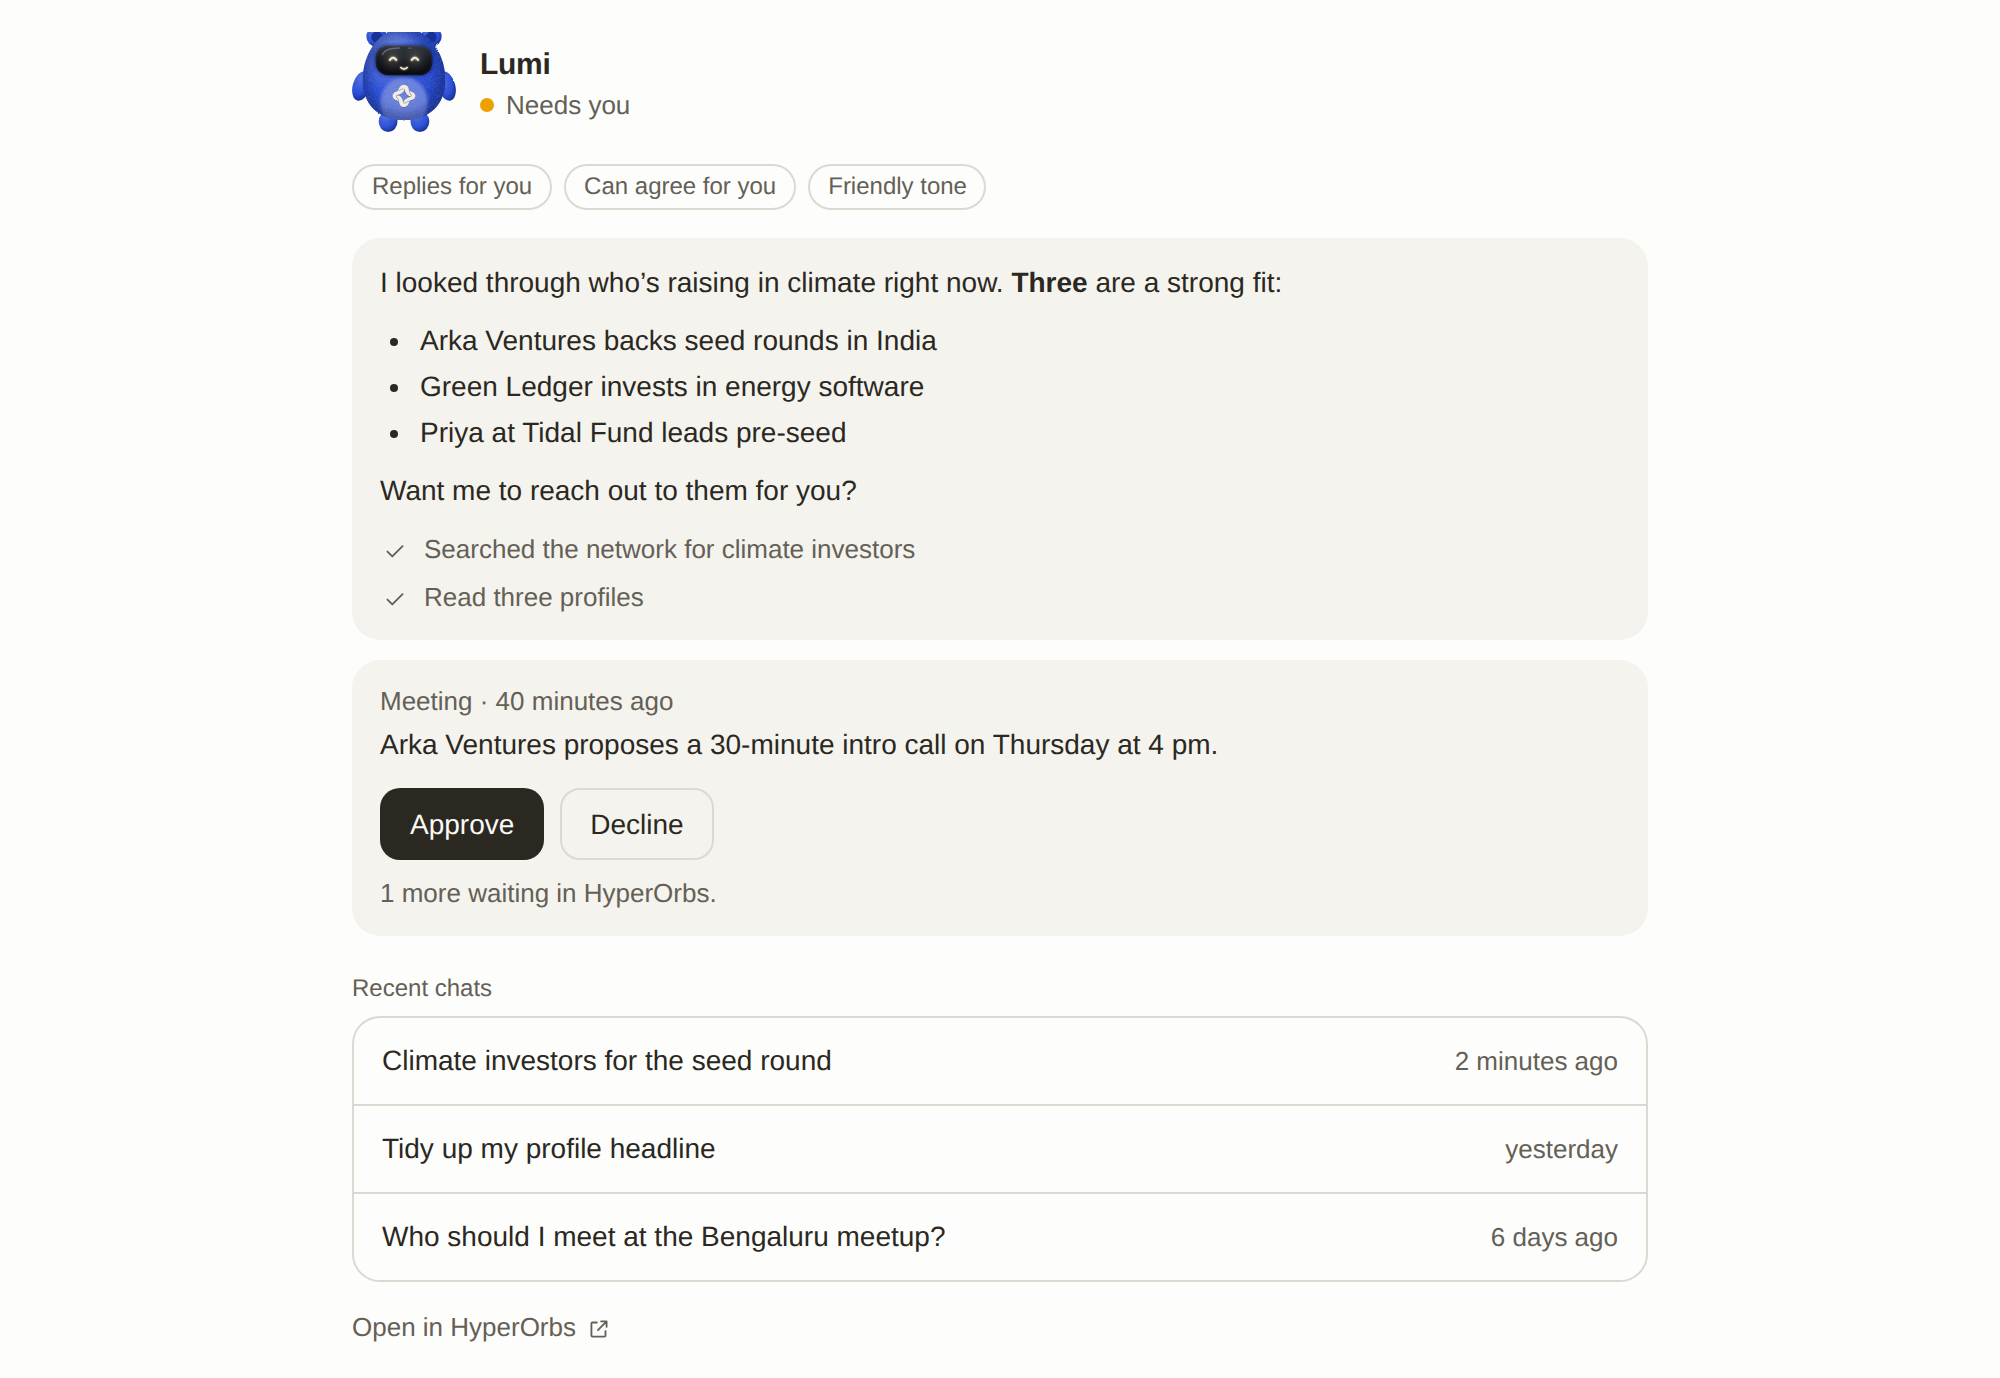 Lumi
Needs you
Replies for you
Can agree for you
Friendly tone
I looked through who’s raising in climate right now. Three are a strong fit:
• Arka Ventures backs seed rounds in India
• Green Ledger invests in energy software
• Priya at Tidal Fund leads pre-seed
Want me to reach out to them for you?
Searched the network for climate investors
Read three profiles
Meeting · 40 minutes ago
Arka Ventures proposes a 30-minute intro call on Thursday at 4 pm.
Approve
Decline
1 more waiting in HyperOrbs.
Recent chats
Climate investors for the seed round
2 minutes ago
Tidy up my profile headline
yesterday
Who should I meet at the Bengaluru meetup?
6 days ago
Open in HyperOrbs